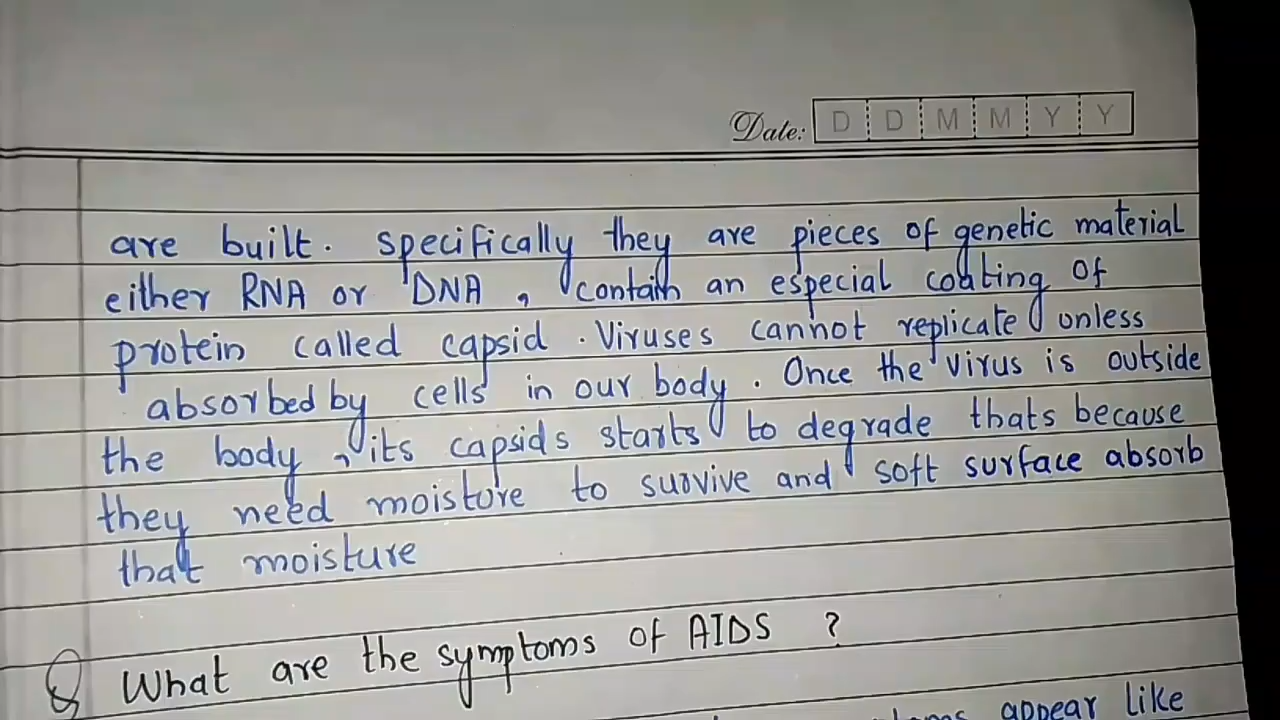 Date: D D M M Y Y
are built. Specifically they are pieces of genetic material
either RNA or DNA , contain an especial coating of
protein called capsid . Viruses cannot replicate unless
absorbed by cells in our body . Once the virus is outside
the body , its capsids starts to degrade thats because
they need moisture to survive and soft surface absorb
that moisture
Q What are the symptoms of AIDS ?
appear like